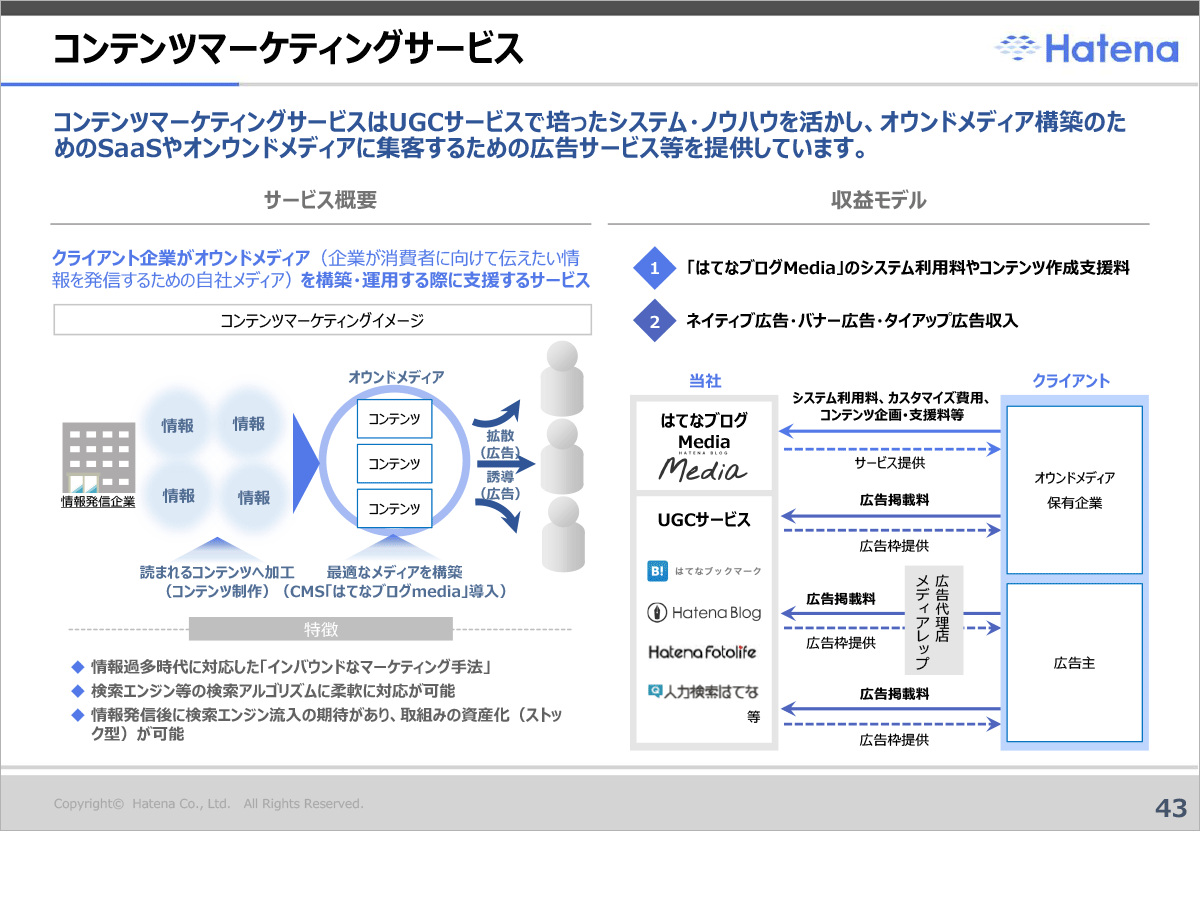 コンテンツマーケティングサービス
Hatena
コンテンツマーケティングサービスはUGCサービスで培ったシステム・ノウハウを活かし、オウンドメディア構築のた
めのSaaSやオンウンドメディアに集客するための広告サービス等を提供しています。
サービス概要
クライアント企業がオウンドメディア（企業が消費者に向けて伝えたい情
報を発信するための自社メディア）を構築・運用する際に支援するサービス
コンテンツマーケティングイメージ
情報発信企業
情報
情報
情報
情報
オウンドメディア
コンテンツ
コンテンツ
コンテンツ
拡散
（広告）
誘導
（広告）
読まれるコンテンツへ加工
（コンテンツ制作）
最適なメディアを構築
（CMS「はてなブログmedia」導入）
特徴
情報過多時代に対応した「インバウンドなマーケティング手法」
検索エンジン等の検索アルゴリズムに柔軟に対応が可能
情報発信後に検索エンジン流入の期待があり、取組みの資産化（ストッ
ク型）が可能
収益モデル
1 「はてなブログMedia」のシステム利用料やコンテンツ作成支援料
2 ネイティブ広告・バナー広告・タイアップ広告収入
当社
クライアント
はてなブログ
Media
HATENA BLOG
Media
システム利用料、カスタマイズ費用、
コンテンツ企画・支援料等
サービス提供
オウンドメディア
保有企業
UGCサービス
B! はてなブックマーク
Hatena Blog
Hatena Fotolife
Q 人力検索はてな
等
広告掲載料
広告枠提供
広告掲載料
広告枠提供
広告代理店
メディアレップ
広告掲載料
広告枠提供
広告主
Copyright© Hatena Co., Ltd. All Rights Reserved.
43